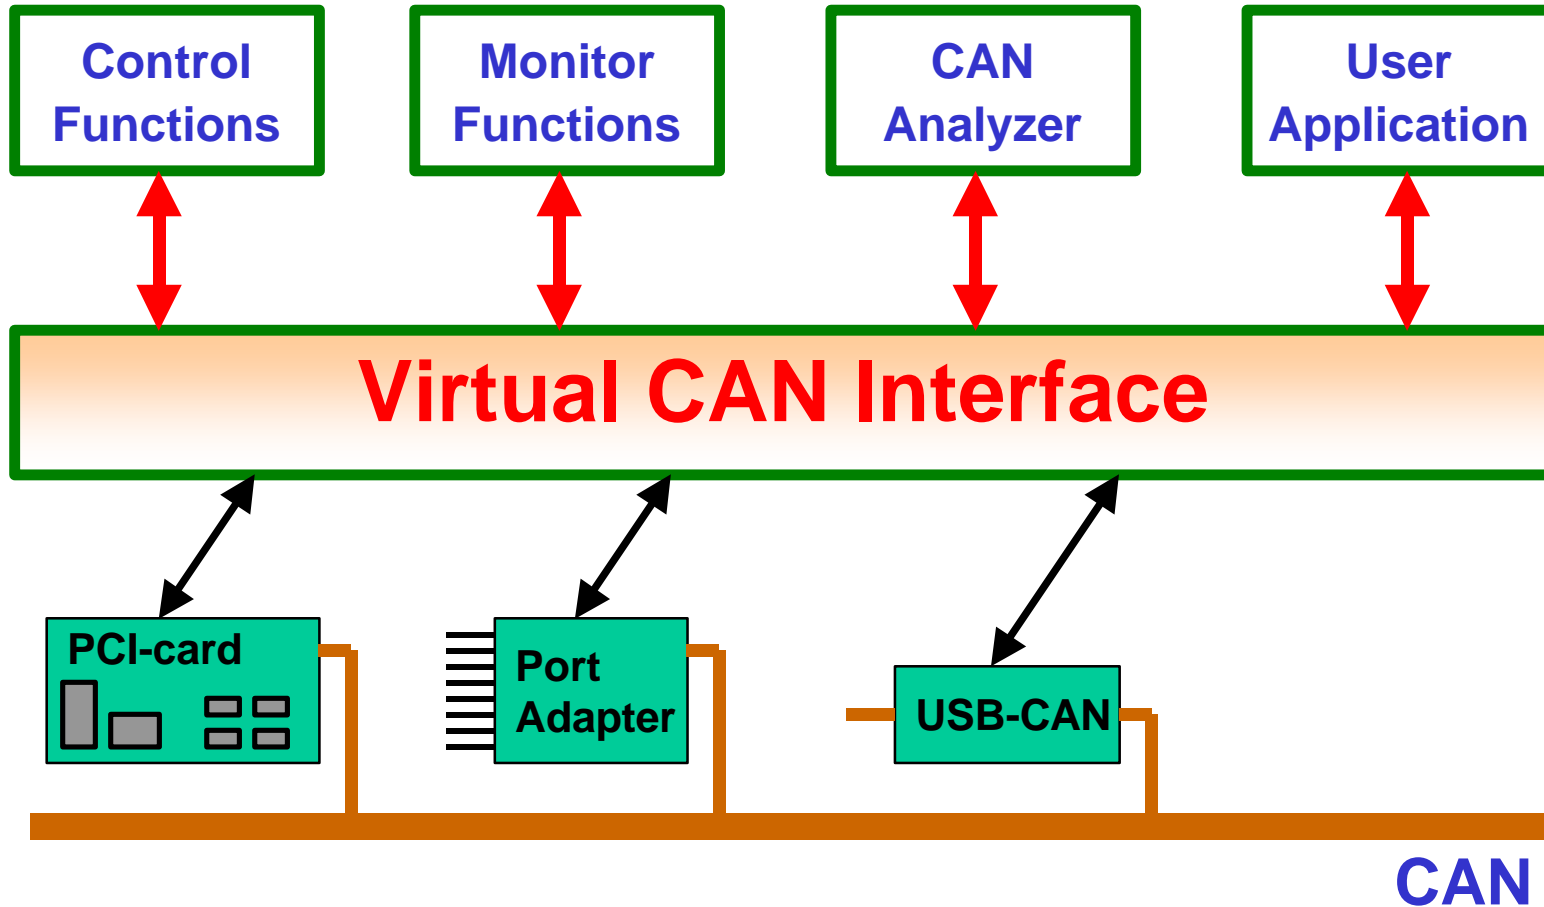 Control
Functions
Monitor
Functions
CAN
Analyzer
User
Application
Virtual CAN Interface
PCI-card
Port
Adapter
USB-CAN
CAN